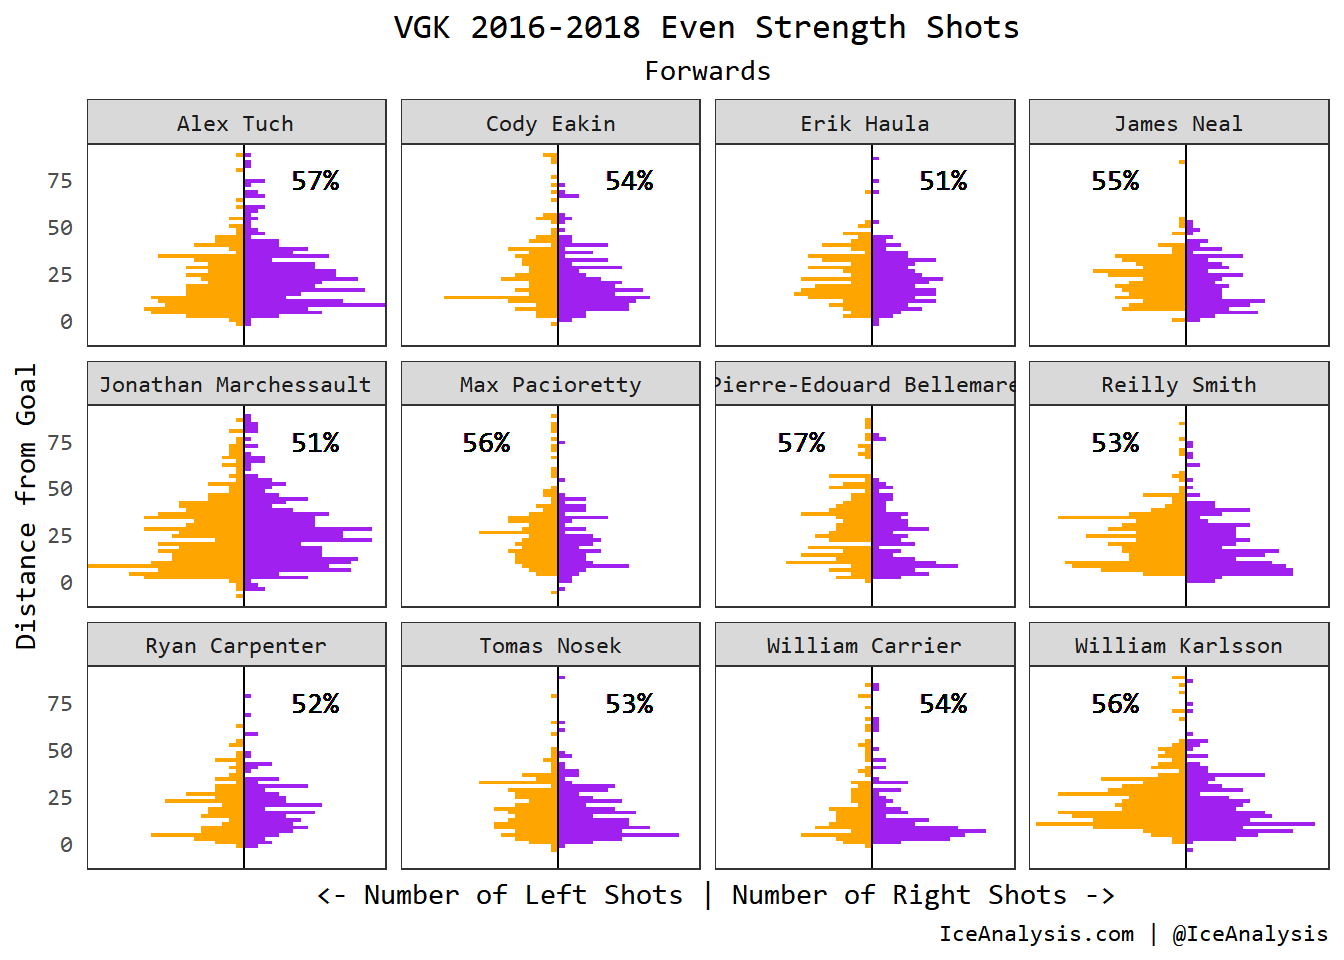 VGK 2016-2018 Even Strength Shots
Forwards
Alex Tuch
Cody Eakin
Erik Haula
James Neal
57%
54%
51%
55%
75
50
25
0
Jonathan Marchessault
Max Pacioretty
Pierre-Edouard Bellemare
Reilly Smith
51%
56%
57%
53%
75
50
25
0
Distance from Goal
Ryan Carpenter
Tomas Nosek
William Carrier
William Karlsson
52%
53%
54%
56%
75
50
25
0
<- Number of Left Shots | Number of Right Shots ->
IceAnalysis.com | @IceAnalysis